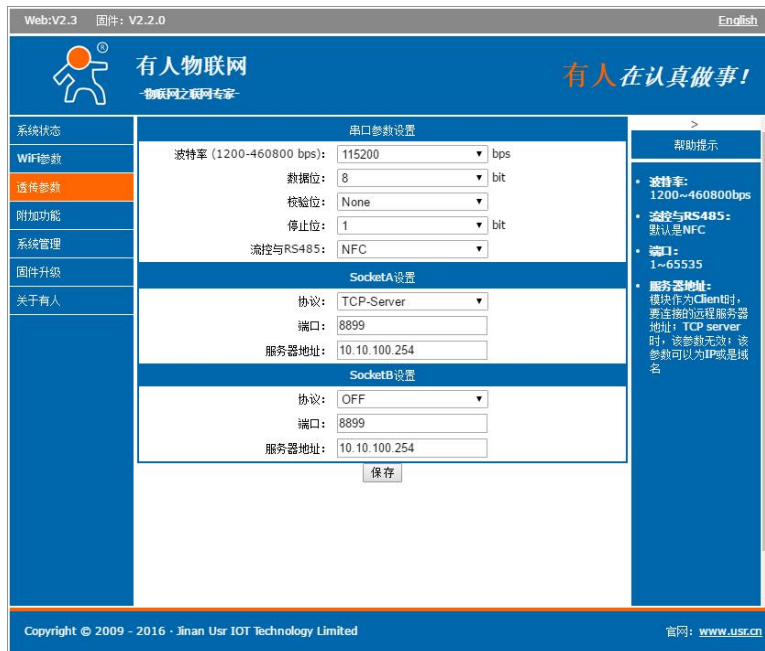 Web:V2.3 固件: V2.2.0 English
®
有人物联网
-物联网之联网专家-
有人在认真做事!
系统状态
WiFi参数
透传参数
附加功能
系统管理
固件升级
关于有人
串口参数设置
波特率 (1200-460800 bps): 115200 bps
数据位: 8 bit
校验位: None
停止位: 1 bit
流控与RS485: NFC
SocketA设置
协议: TCP-Server
端口: 8899
服务器地址: 10.10.100.254
SocketB设置
协议: OFF
端口: 8899
服务器地址: 10.10.100.254
保存
>
帮助提示
• 波特率:
1200~460800bps
• 流控与RS485:
默认是NFC
• 端口:
1~65535
• 服务器地址:
模块作为Client时,
要连接的远程服务器
地址; TCP server
时, 该参数无效; 该
参数可以为IP或是域
名
Copyright © 2009 - 2016 · Jinan Usr IOT Technology Limited
官网: www.usr.cn